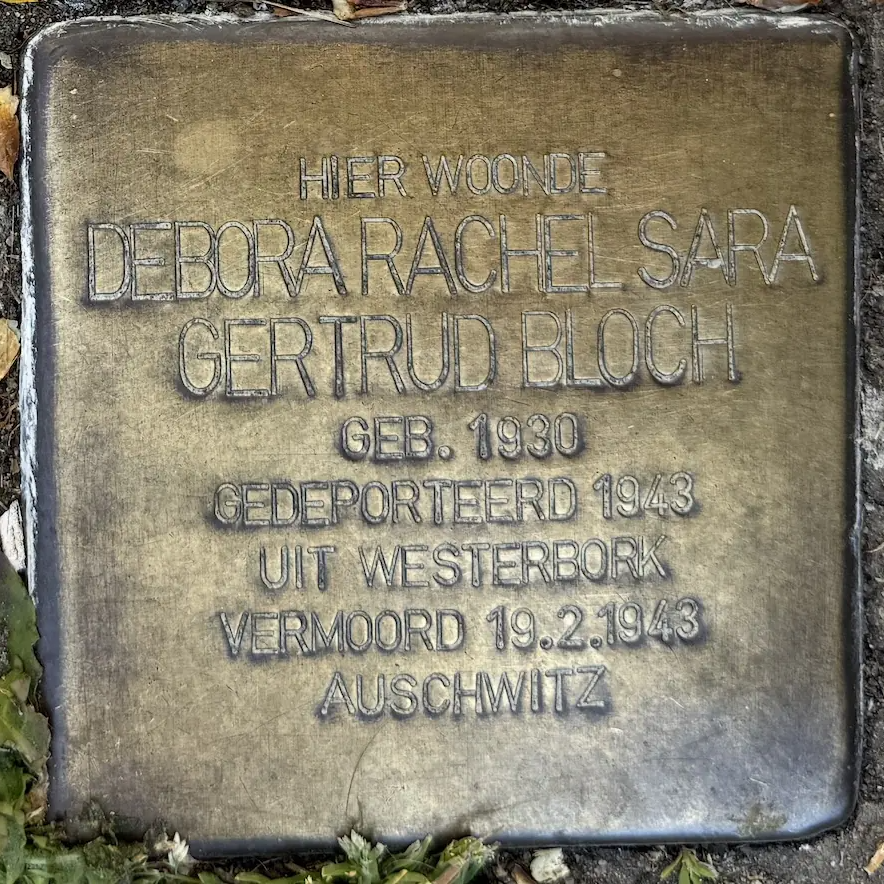 HIER WOONDE
DEBORA RACHEL SARA
GERTRUD BLOCH
GEB. 1930
GEDEPORTEERD 1943
UIT WESTERBORK
VERMOORD 19.2.1943
AUSCHWITZ